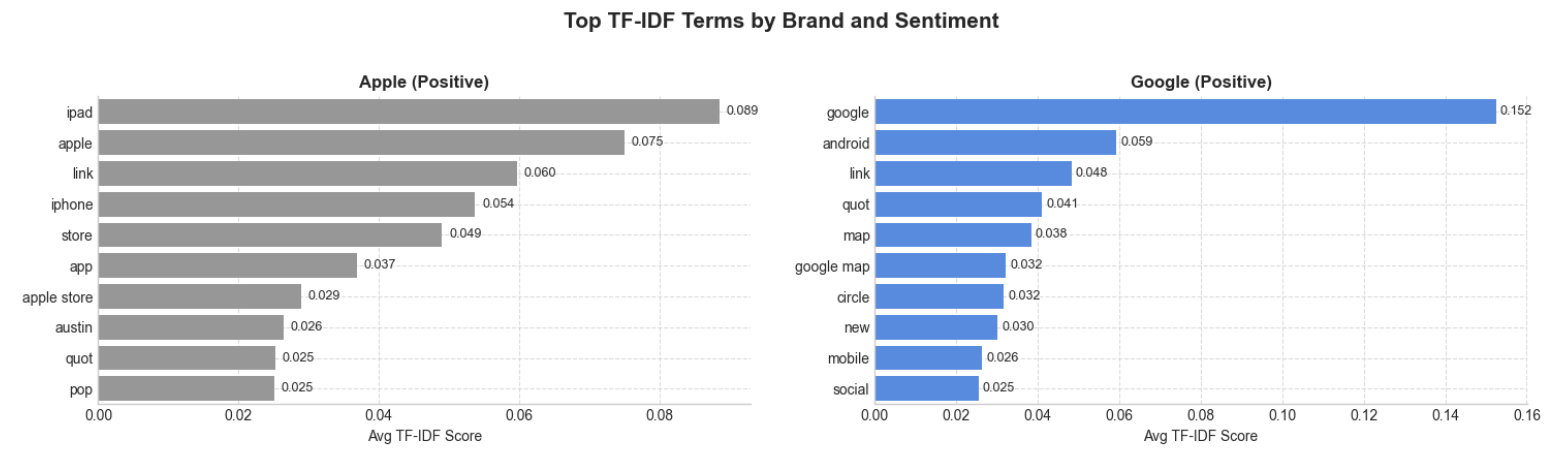 Top TF-IDF Terms by Brand and Sentiment
Apple (Positive)
ipad 0.089
apple 0.075
link 0.060
iphone 0.054
store 0.049
app 0.037
apple store 0.029
austin 0.026
quot 0.025
pop 0.025
0.00 0.02 0.04 0.06 0.08
Avg TF-IDF Score
Google (Positive)
google 0.152
android 0.059
link 0.048
quot 0.041
map 0.038
google map 0.032
circle 0.032
new 0.030
mobile 0.026
social 0.025
0.00 0.02 0.04 0.06 0.08 0.10 0.12 0.14 0.16
Avg TF-IDF Score